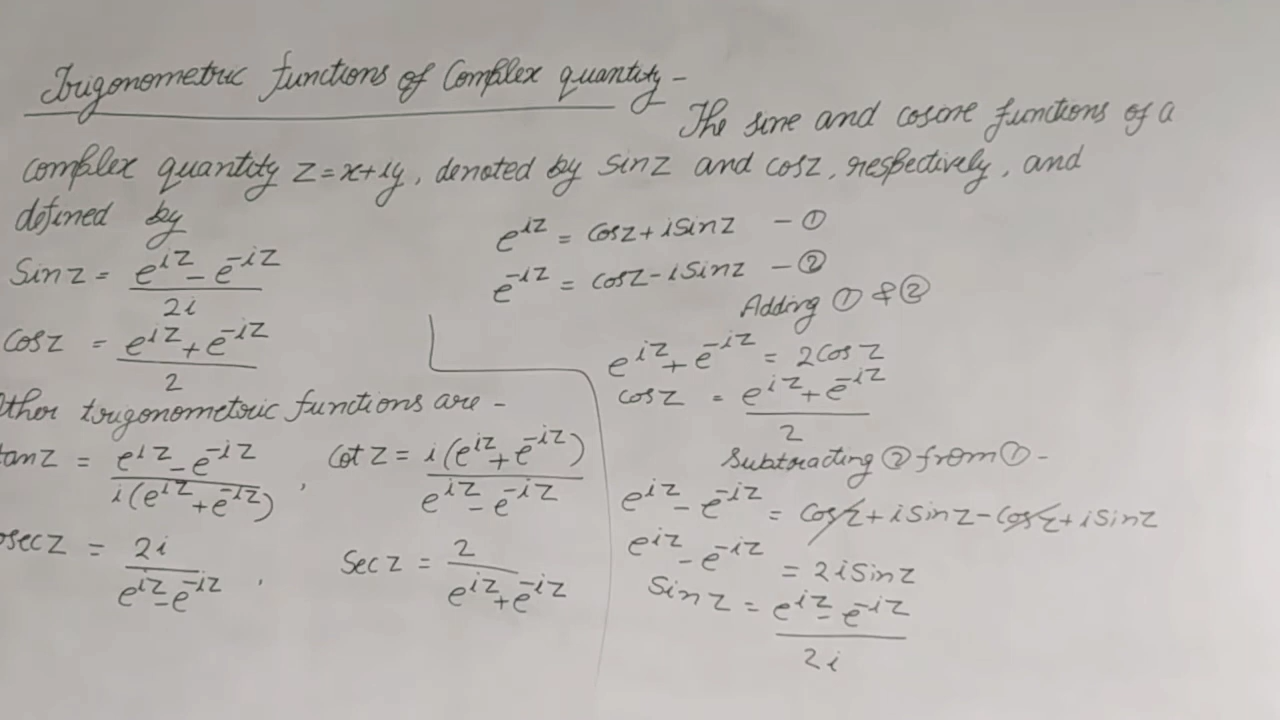 Trigonometric functions of Complex quantity -
The sine and cosine functions of a
complex quantity z = x+iy, denoted by sinz and cosz, respectively, and
defined by
Sinz = (e^{iz} - e^{-iz})/2i
cosz = (e^{iz} + e^{-iz})/2
ther trigonometric functions are -
tanz = (e^{iz} - e^{-iz})/i(e^{iz} + e^{-iz}) , cotz = i(e^{iz} + e^{-iz})/(e^{iz} - e^{-iz})
osecz = 2i/(e^{iz} - e^{-iz}) , Secz = 2/(e^{iz} + e^{-iz})
e^{iz} = cosz + isinz - ①
e^{-iz} = cosz - isinz - ②
Adding ① & ②
e^{iz} + e^{-iz} = 2cosz
cosz = (e^{iz} + e^{-iz})/2
Subtracting ② from ① -
e^{iz} - e^{-iz} = cosz + isinz - cosz + isinz
e^{iz} - e^{-iz} = 2isinz
Sinz = (e^{iz} - e^{-iz})/2i